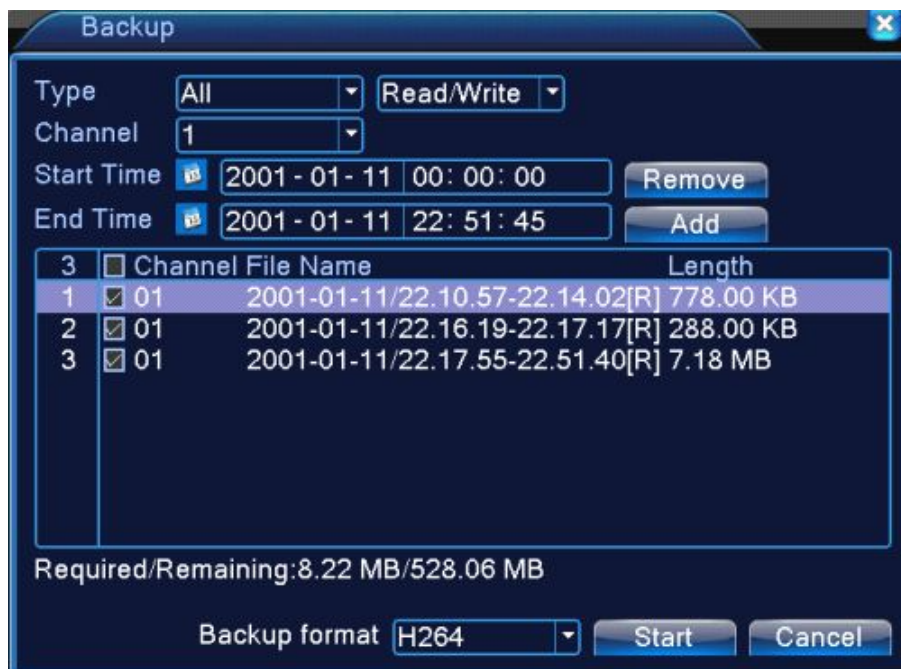 Backup
Type All Read/Write
Channel 1
Start Time 2001 - 01 - 11 00: 00: 00 Remove
End Time 2001 - 01 - 11 22: 51: 45 Add
3 Channel File Name Length
1 01 2001-01-11/22.10.57-22.14.02[R] 778.00 KB
2 01 2001-01-11/22.16.19-22.17.17[R] 288.00 KB
3 01 2001-01-11/22.17.55-22.51.40[R] 7.18 MB
Required/Remaining:8.22 MB/528.06 MB
Backup format H264 Start Cancel